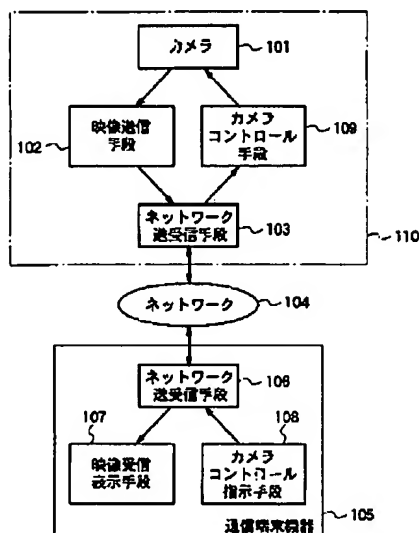 カメラ
101
映像送信
手段
102
カメラ
コントロール
手段
109
ネットワーク
送受信手段
103
110
ネットワーク
104
ネットワーク
送受信手段
106
107
映像受信
表示手段
108
カメラ
コントロール
指示手段
105
通信端末機器